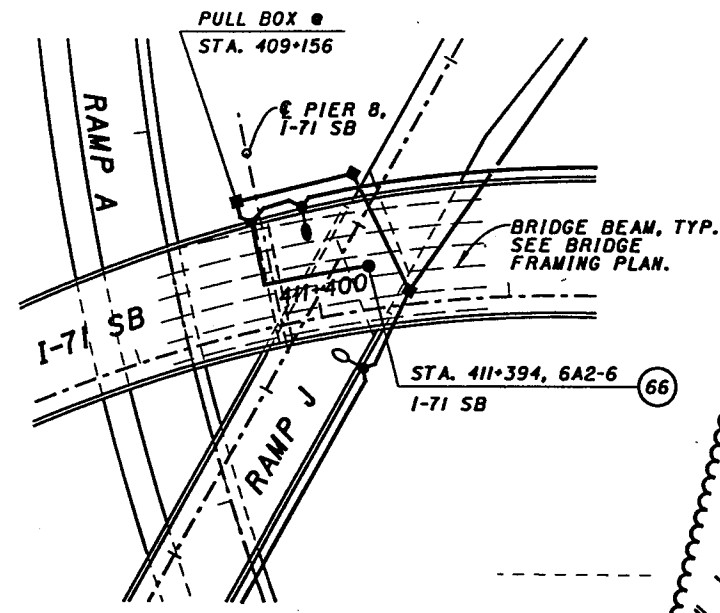 PULL BOX @
STA. 409+156
RAMP A
℄ PIER 8,
I-71 SB
BRIDGE BEAM, TYP.
SEE BRIDGE
FRAMING PLAN.
411+400
I-71 SB
STA. 411+394, 6A2-6
66
I-71 SB
RAMP J